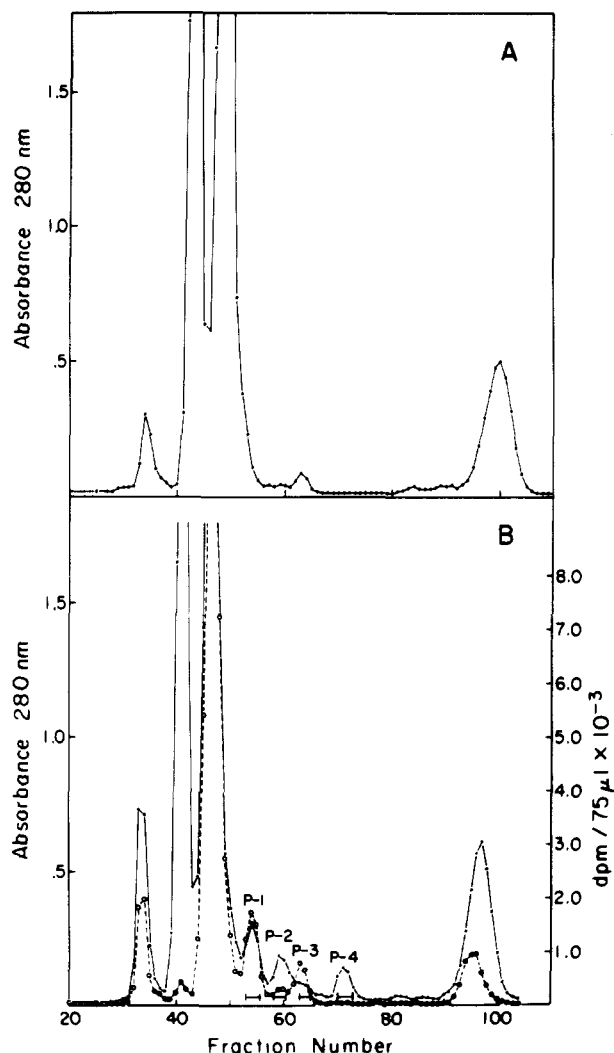 A
Absorbance 280 nm
1.5
1.0
.5
B
Absorbance 280 nm
1.5
1.0
.5
P-1
P-2
P-3
P-4
8.0
7.0
6.0
5.0
4.0
3.0
2.0
1.0
dpm / 75 µl × 10⁻³
20
40
60
80
100
Fraction Number